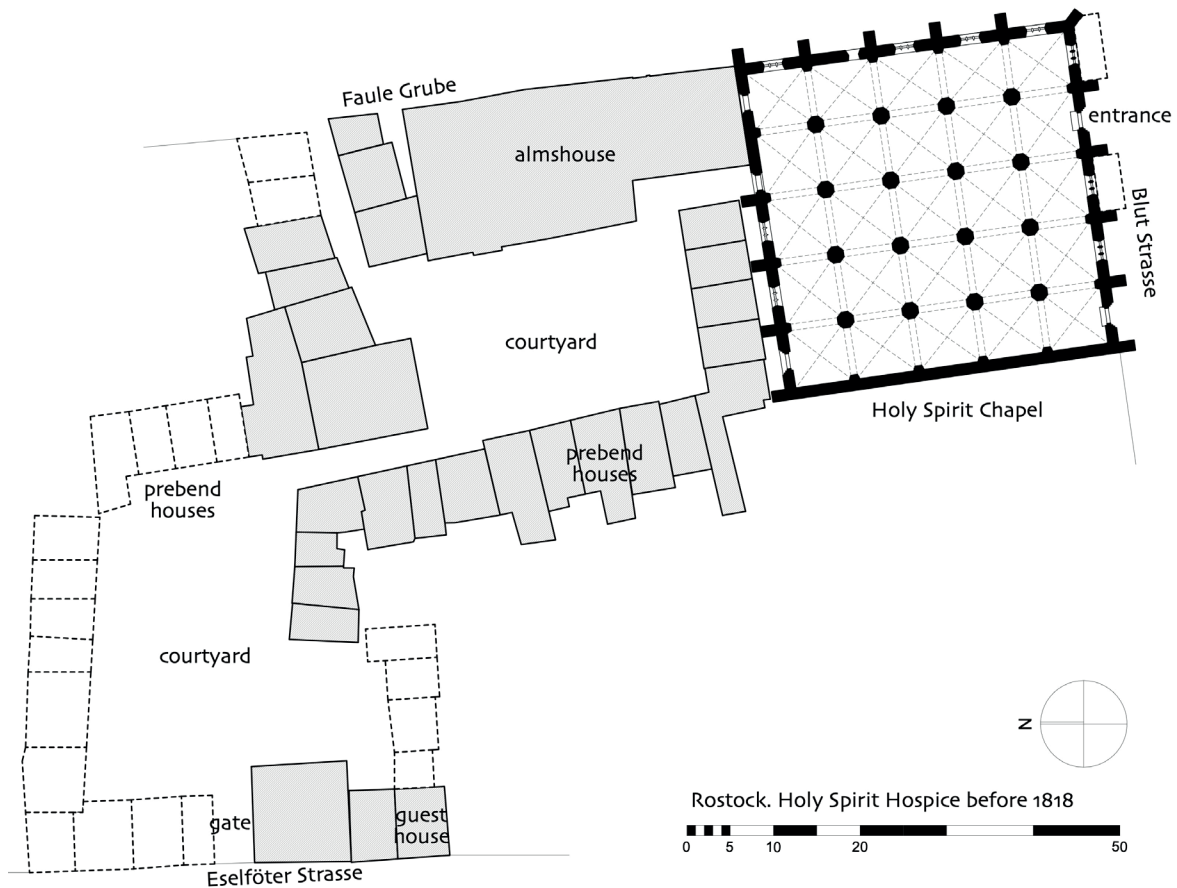 Faule Grube
almshouse
entrance
Blut Strasse
courtyard
Holy Spirit Chapel
prebend
houses
prebend
houses
courtyard
N
Rostock. Holy Spirit Hospice before 1818
0 5 10 20 50
gate
guest
house
Eselföter Strasse